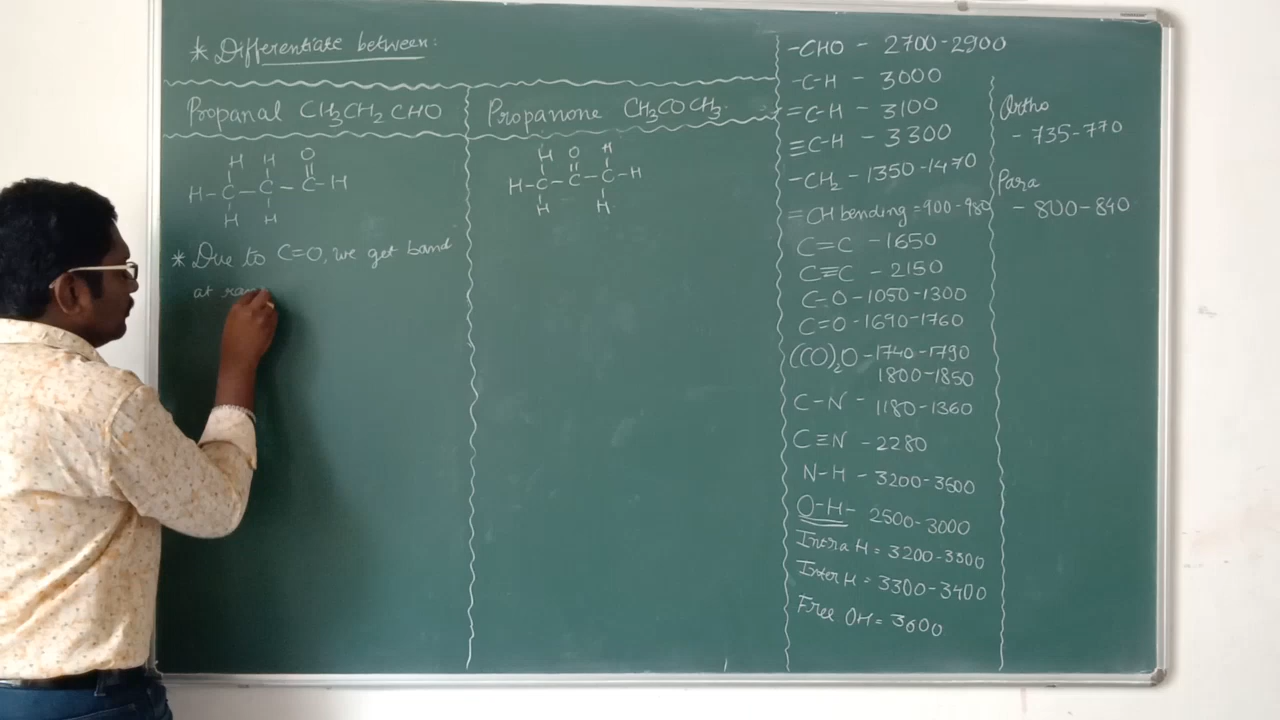 * Differentiate between:
Propanal CH3CH2CHO
Propanone CH3COCH3.
H H O
H-C-C-C-H
H H
H O H
H-C-C-C-H
H H
* Due to C=O, we get band
at ran
-CHO - 2700-2900
-C-H - 3000
=C-H - 3100
≡C-H - 3300
-CH2 - 1350-1470
=CH bending = 900-980
C=C - 1650
C≡C - 2150
C-O - 1050-1300
C=O - 1690-1760
(CO)2O - 1740-1790
1800-1850
C-N - 1180-1360
C≡N - 2280
N-H - 3200-3500
O-H - 2500-3000
Intra H = 3200-3300
Inter H = 3300-3400
Free OH = 3600
Ortho
- 735-770
Para
- 800-840